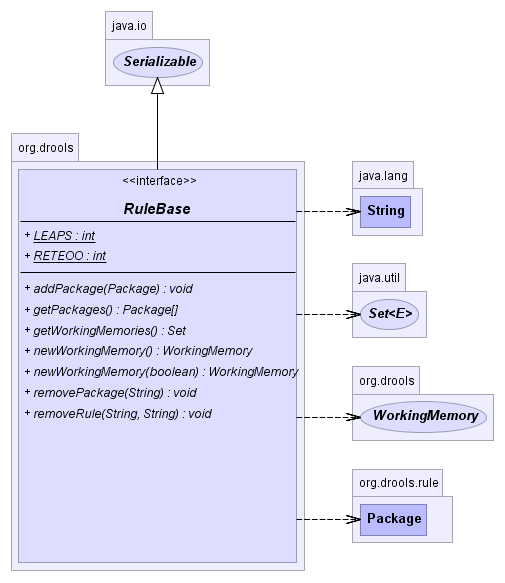 java.io
Serializable
org.drools
<<interface>>
RuleBase
+ LEAPS : int
+ RETEOO : int
+ addPackage(Package) : void
+ getPackages() : Package[]
+ getWorkingMemories() : Set
+ newWorkingMemory() : WorkingMemory
+ newWorkingMemory(boolean) : WorkingMemory
+ removePackage(String) : void
+ removeRule(String, String) : void
java.lang
String
java.util
Set<E>
org.drools
WorkingMemory
org.drools.rule
Package